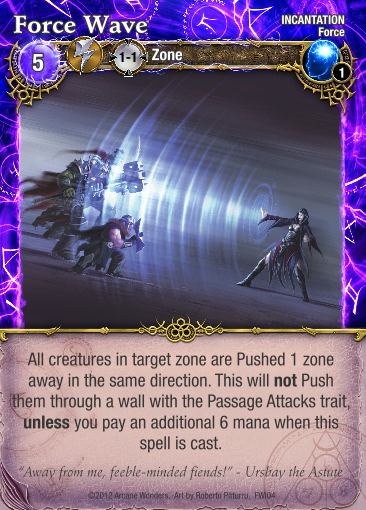 Force Wave
INCANTATION
Force
5
1-1
Zone
1
All creatures in target zone are Pushed 1 zone
away in the same direction. This will not Push
them through a wall with the Passage Attacks trait,
unless you pay an additional 6 mana when this
spell is cast.
"Away from me, feeble-minded fiends!" - Ursbay the Astute
©2012 Arcane Wonders. Art by Roberto Pitturru. FWI04